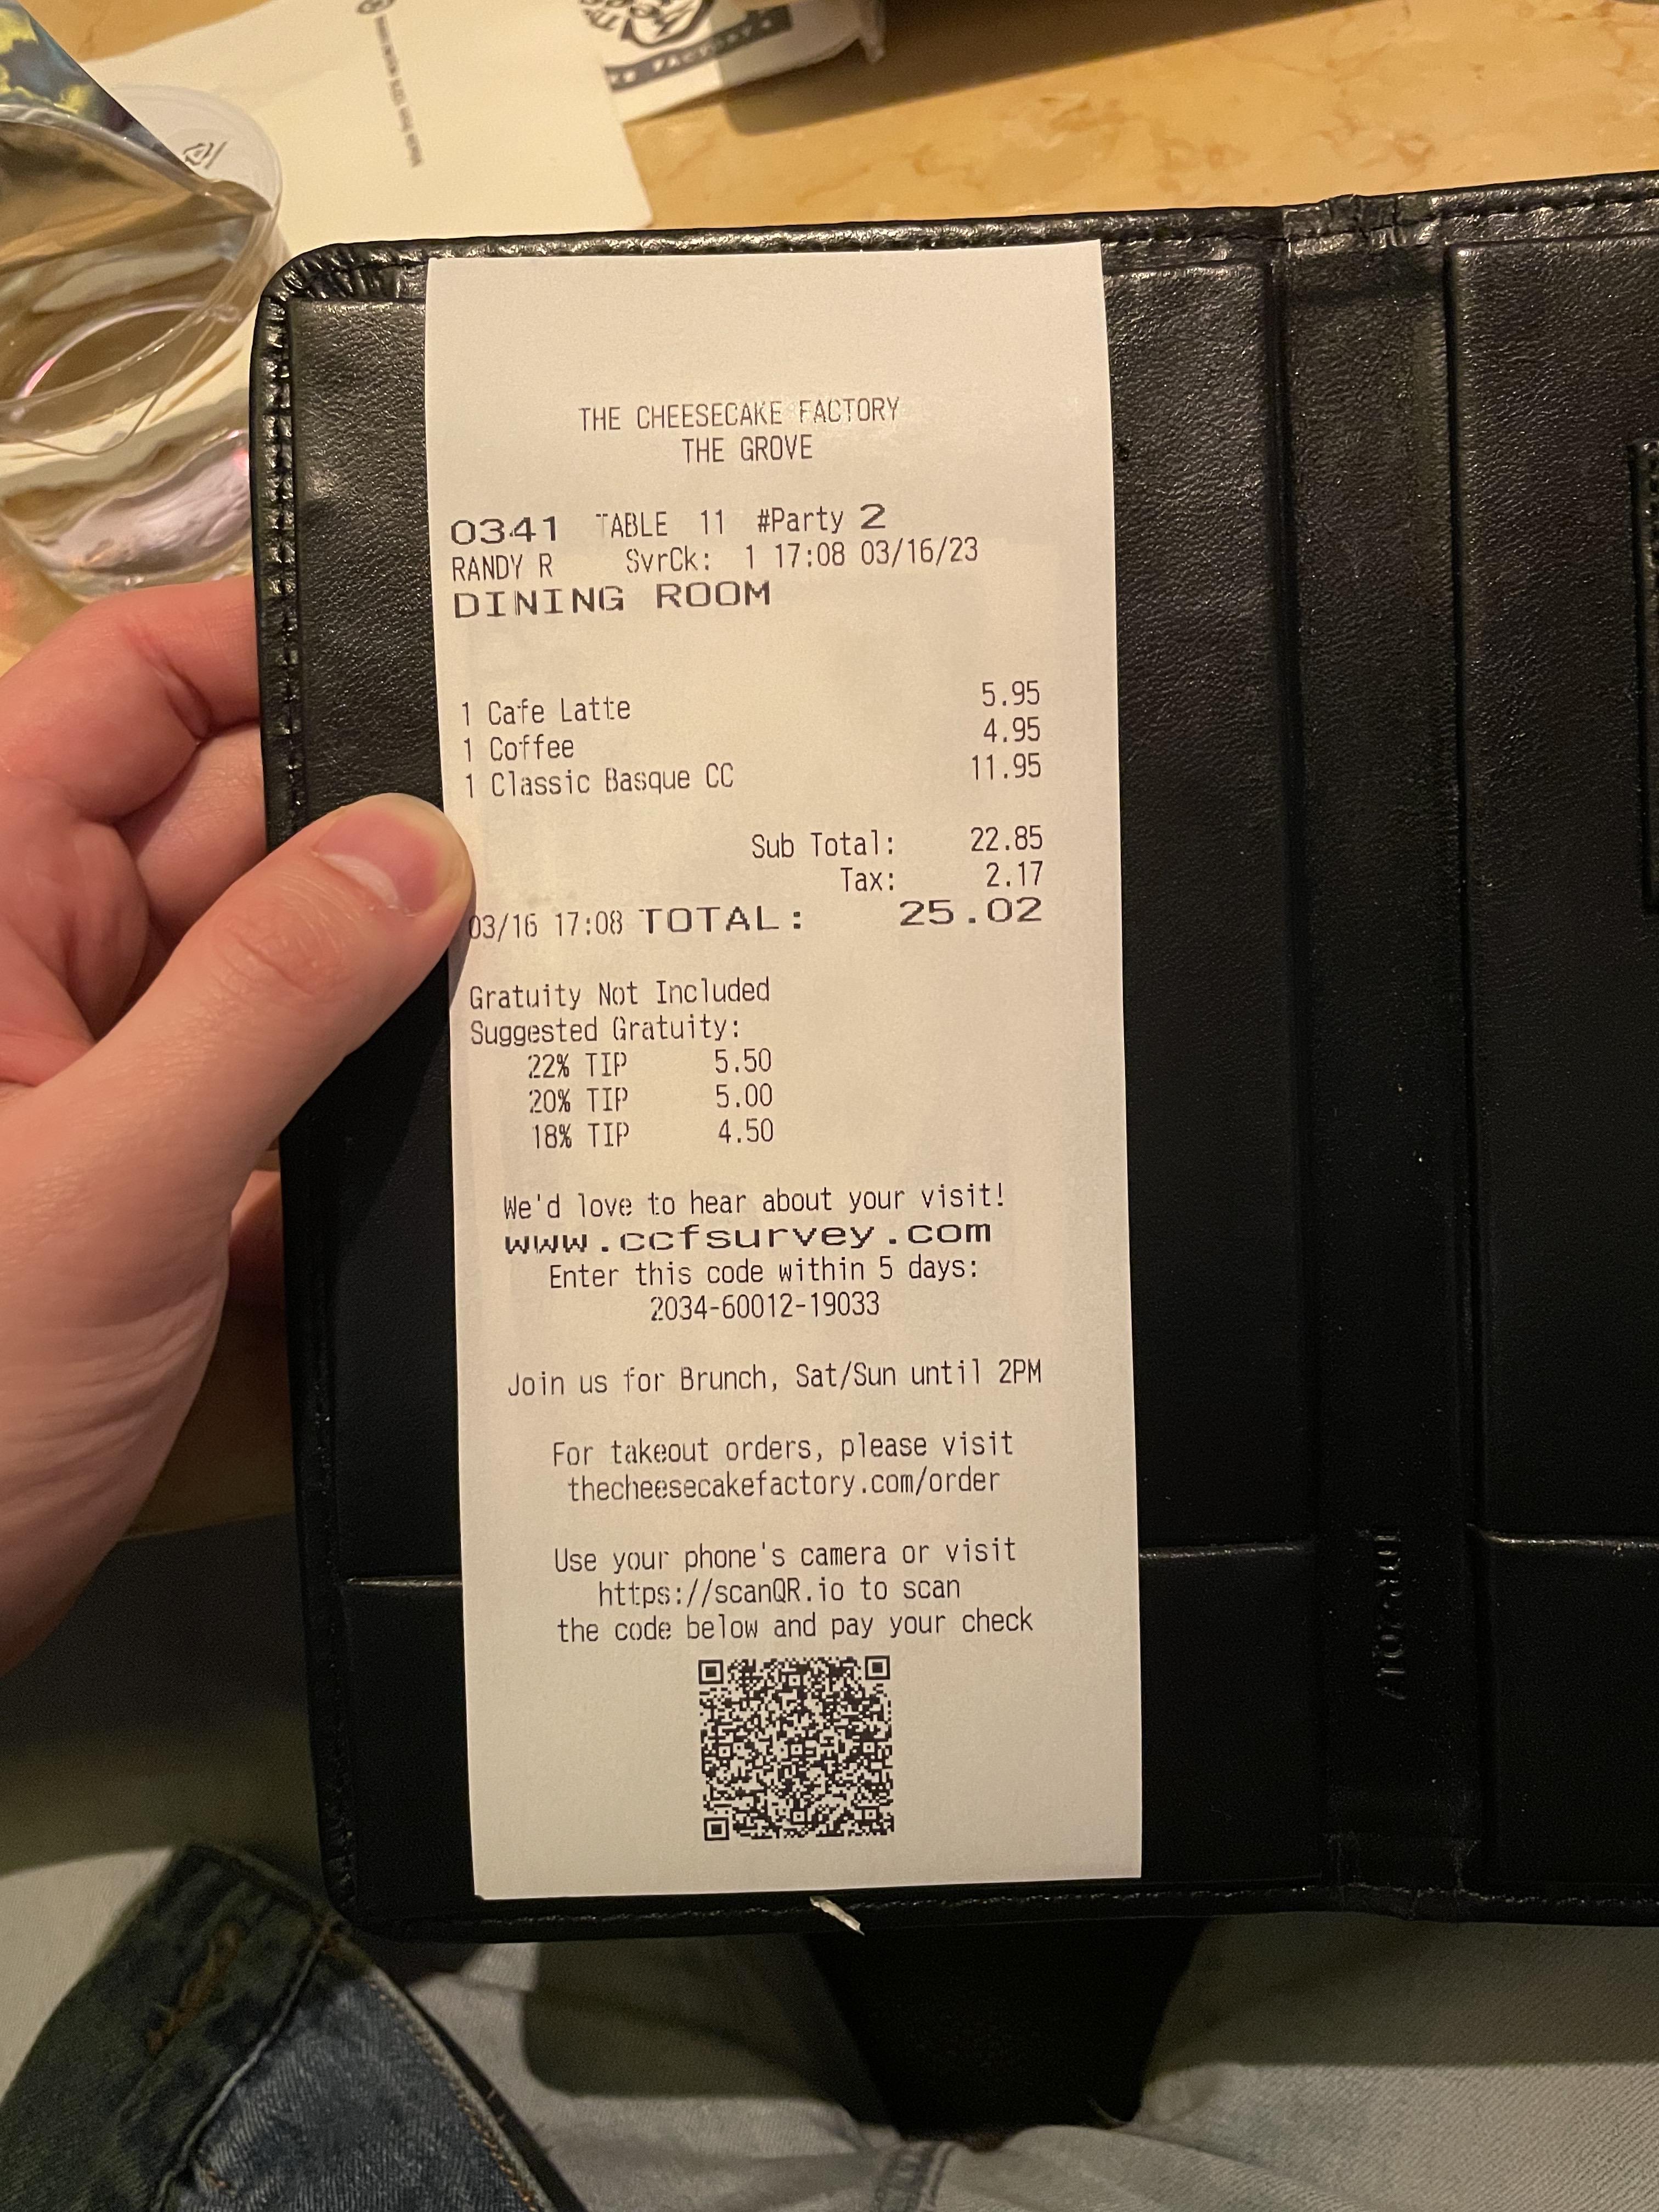 THE CHEESECAKE FACTORY
THE GROVE
0341 TABLE 11 #Party 2
RANDY R SvrCk: 1 17:08 03/16/23
DINING ROOM
1 Cafe Latte 5.95
1 Coffee 4.95
1 Classic Basque CC 11.95
Sub Total: 22.85
Tax: 2.17
03/16 17:08 TOTAL: 25.02
Gratuity Not Included
Suggested Gratuity:
22% TIP 5.50
20% TIP 5.00
18% TIP 4.50
We'd love to hear about your visit!
www.ccfsurvey.com
Enter this code within 5 days:
2034-60012-19033
Join us for Brunch, Sat/Sun until 2PM
For takeout orders, please visit
thecheesecakefactory.com/order
Use your phone's camera or visit
https://scanQR.io to scan
the code below and pay your check